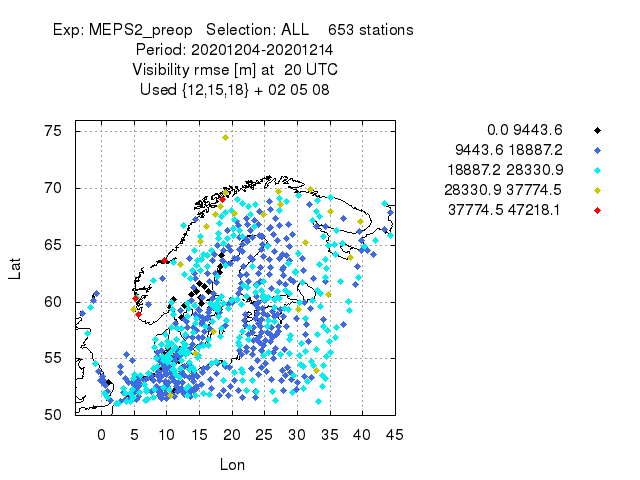 Exp: MEPS2_preop Selection: ALL 653 stations
Period: 20201204-20201214
Visibility rmse [m] at 20 UTC
Used {12,15,18} + 02 05 08
0.0 9443.6
9443.6 18887.2
18887.2 28330.9
28330.9 37774.5
37774.5 47218.1
75
70
65
60
55
50
Lat
0 5 10 15 20 25 30 35 40 45
Lon